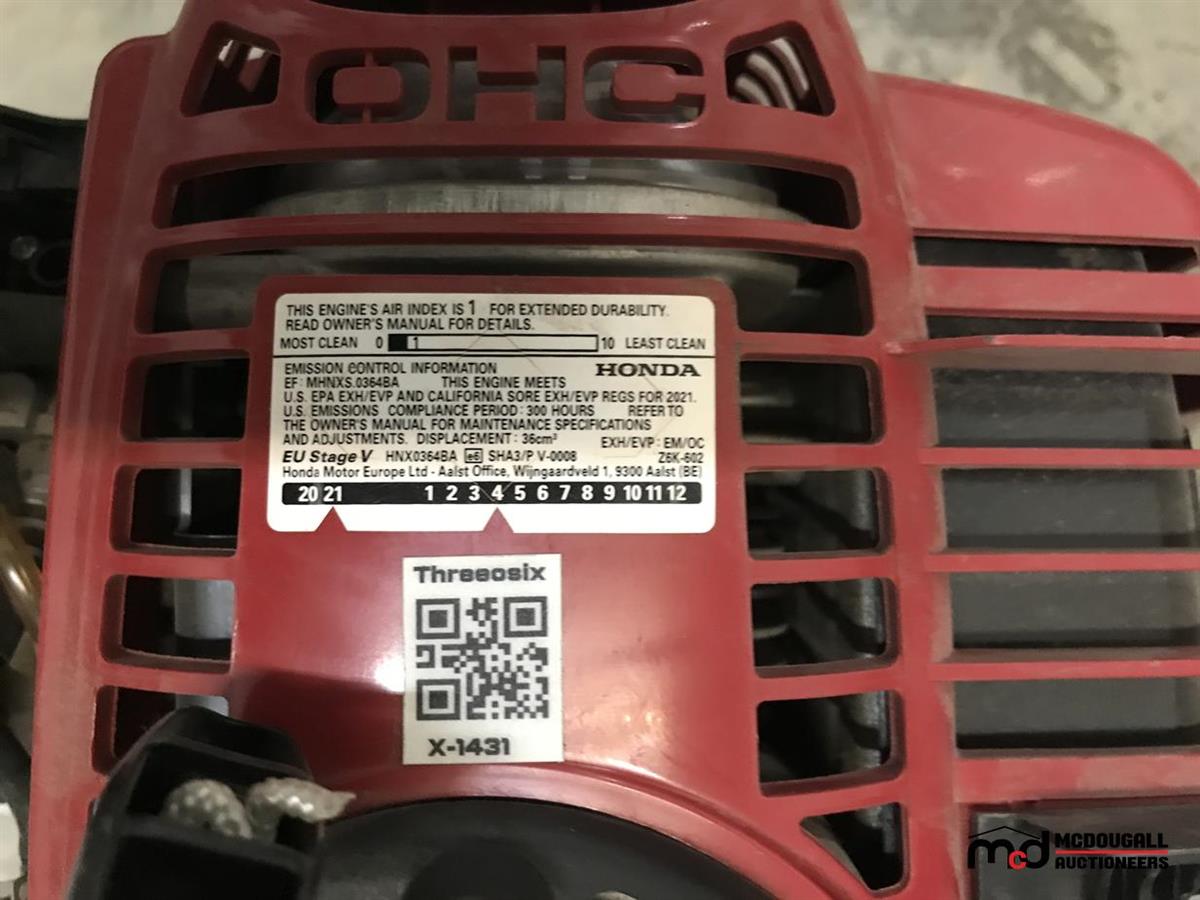 OHC
THIS ENGINE'S AIR INDEX IS 1 FOR EXTENDED DURABILITY.
READ OWNER'S MANUAL FOR DETAILS.
MOST CLEAN 0 1 10 LEAST CLEAN
EMISSION CONTROL INFORMATION HONDA
EF: MHNXS.0364BA THIS ENGINE MEETS
U.S. EPA EXH/EVP AND CALIFORNIA SORE EXH/EVP REGS FOR 2021.
U.S. EMISSIONS COMPLIANCE PERIOD: 300 HOURS REFER TO
THE OWNER'S MANUAL FOR MAINTENANCE SPECIFICATIONS
AND ADJUSTMENTS. DISPLACEMENT: 36cm³ EXH/EVP: EM/OC
EU Stage V HNX0364BA e6 SHA3/P V-0008 Z6K-602
Honda Motor Europe Ltd - Aalst Office, Wijngaardveld 1, 9300 Aalst (BE)
20 21 1 2 3 4 5 6 7 8 9 10 11 12
Threeosix
X-1431
mcd MCDOUGALL
AUCTIONEERS